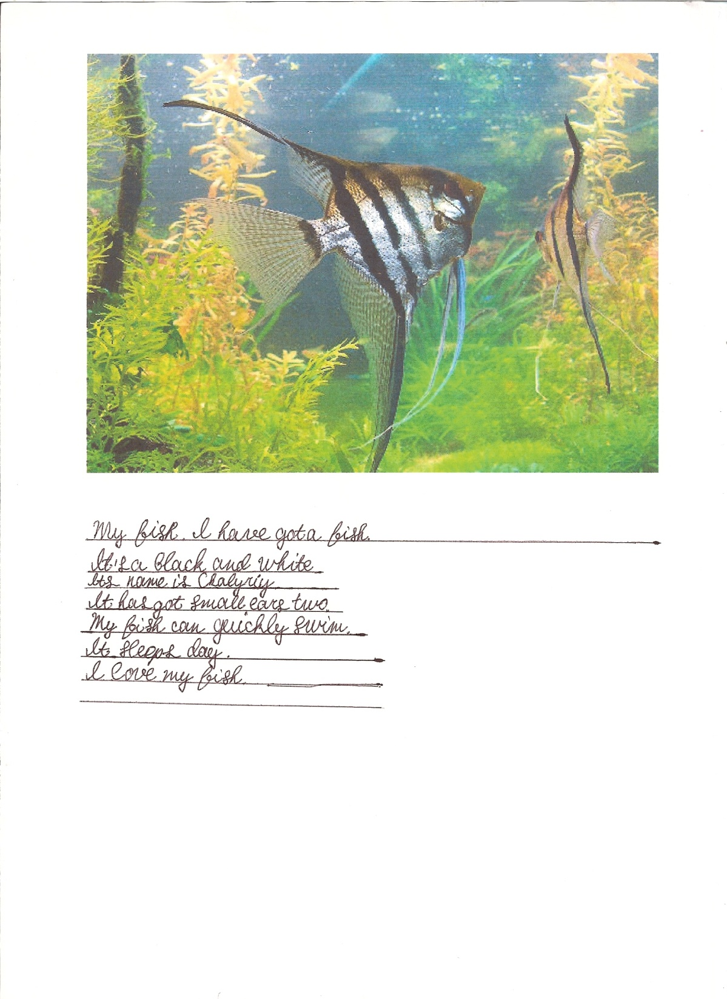 My fish. I have got a fish.
It's a black and white
Its name is Chalyriy
It has got small ears two.
My fish can quickly swim.
It sleeps day.
I love my fish.